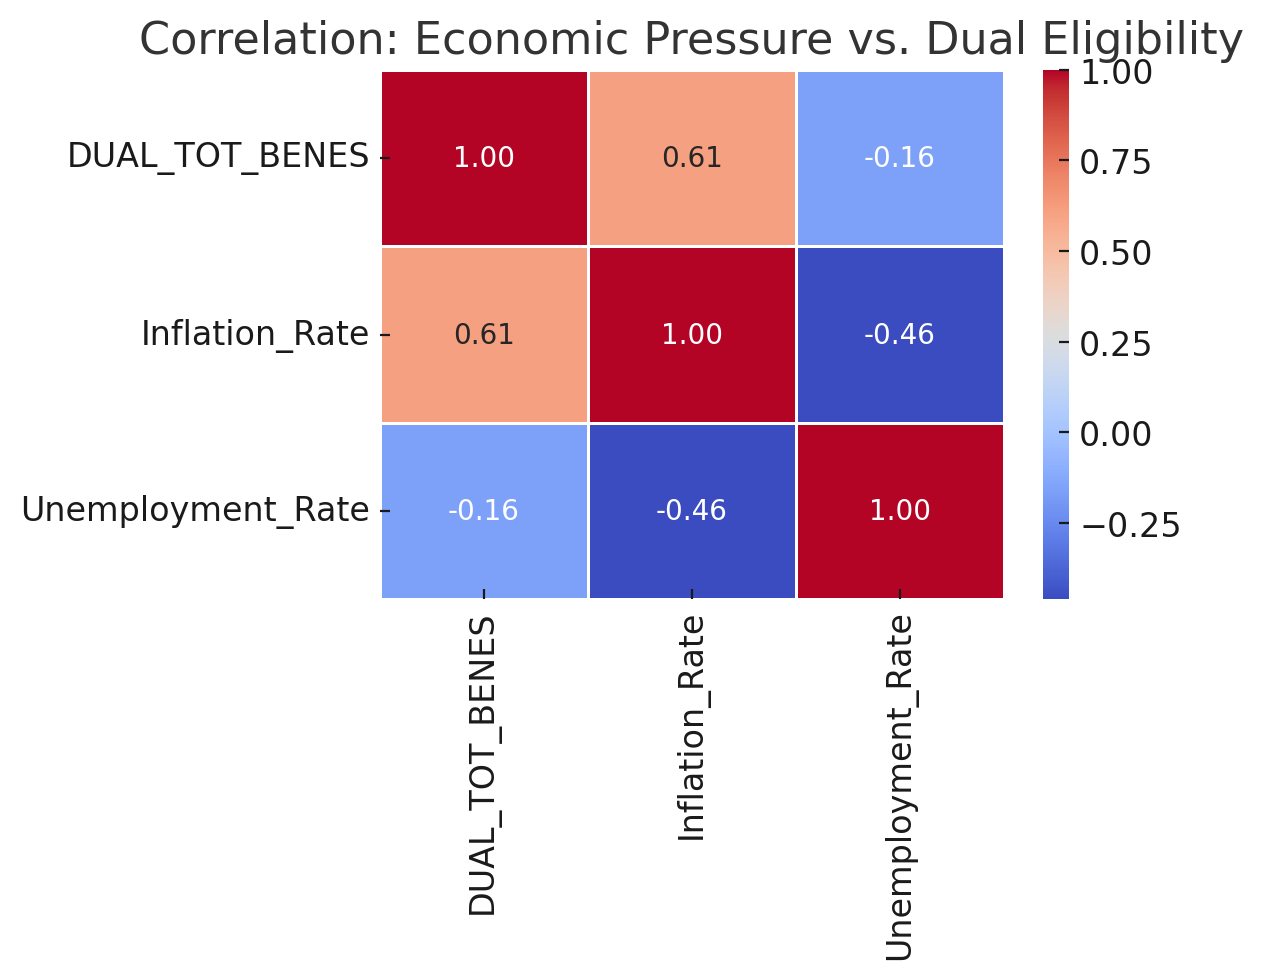 Correlation: Economic Pressure vs. Dual Eligibility
DUAL_TOT_BENES
1.00
0.61
-0.16
Inflation_Rate
0.61
1.00
-0.46
Unemployment_Rate
-0.16
-0.46
1.00
DUAL_TOT_BENES
Inflation_Rate
Unemployment_Rate
1.00
0.75
0.50
0.25
0.00
−0.25